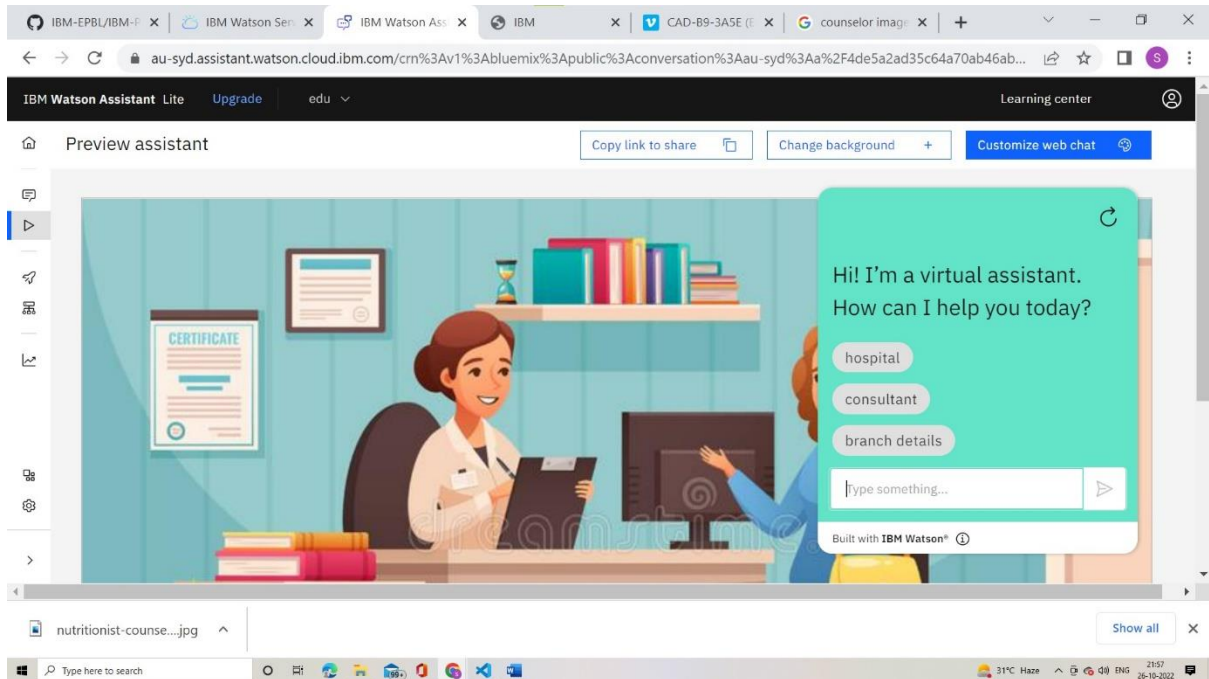 IBM-EPBL/IBM-P
IBM Watson Serv
IBM Watson Ass
IBM
CAD-B9-3A5E (E
counselor image
au-syd.assistant.watson.cloud.ibm.com/crn%3Av1%3Abluemix%3Apublic%3Aconversation%3Aau-syd%3Aa%2F4de5a2ad35c64a70ab46ab...
S
IBM Watson Assistant Lite Upgrade edu Learning center
Preview assistant Copy link to share Change background + Customize web chat
CERTIFICATE
Hi! I'm a virtual assistant.
How can I help you today?
hospital
consultant
branch details
Type something...
dreamstime
Built with IBM Watson®
nutritionist-counse....jpg Show all
Type here to search 99+ 31°C Haze ENG 21:57
26-10-2022